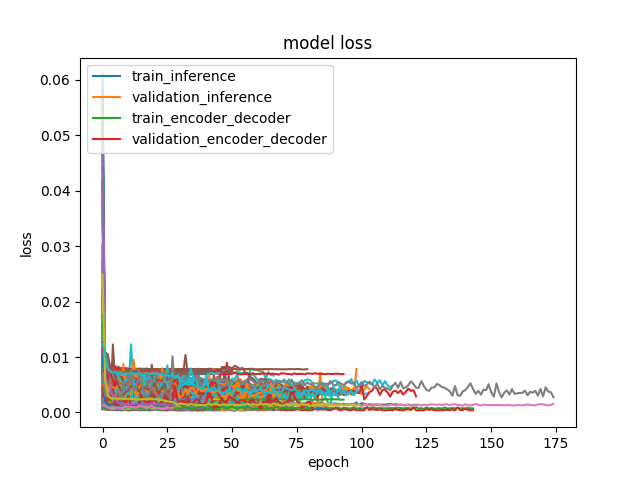 model loss
train_inference
validation_inference
train_encoder_decoder
validation_encoder_decoder
loss
0.06
0.05
0.04
0.03
0.02
0.01
0.00
0 25 50 75 100 125 150 175
epoch